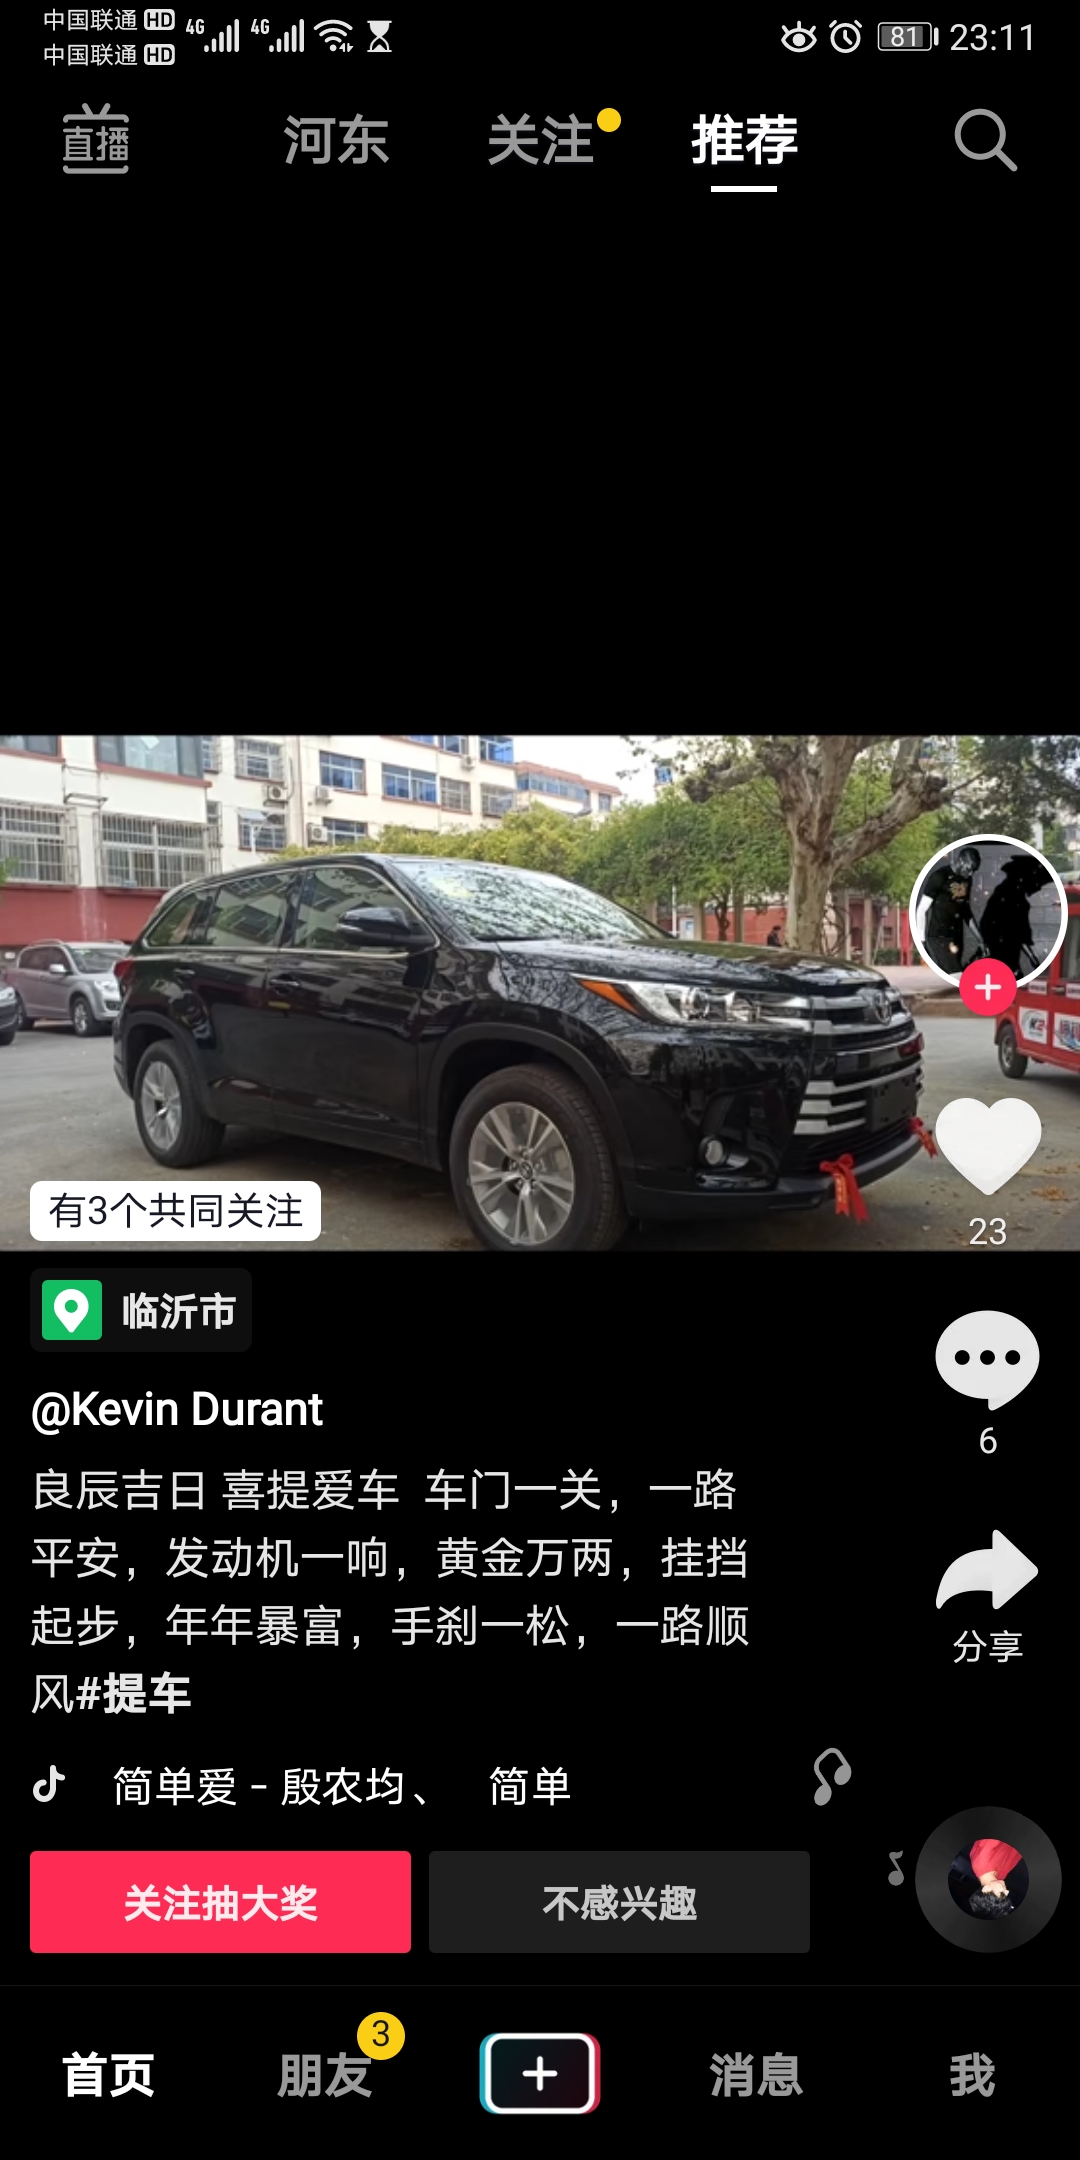 中国联通 HD 4G 4G 81 23:11
中国联通 HD
直播 河东 关注 推荐
有3个共同关注
23
临沂市
6
@Kevin Durant
良辰吉日 喜提爱车 车门一关，一路
平安，发动机一响，黄金万两，挂挡
起步，年年暴富，手刹一松，一路顺
风#提车
分享
简单爱 - 殷农均、 简单
关注抽大奖 不感兴趣
首页 朋友 3 消息 我